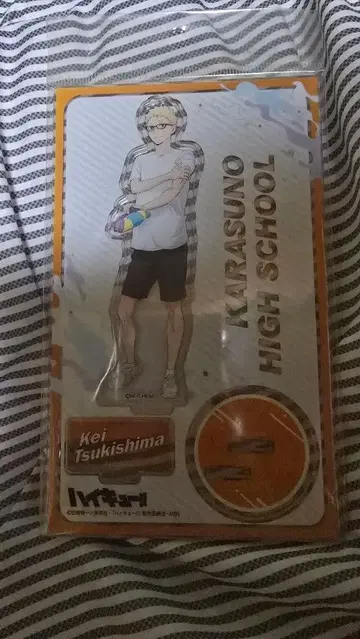 KARASUNO
HIGH SCHOOL
Kei
Tsukishima
ハイキュー!!